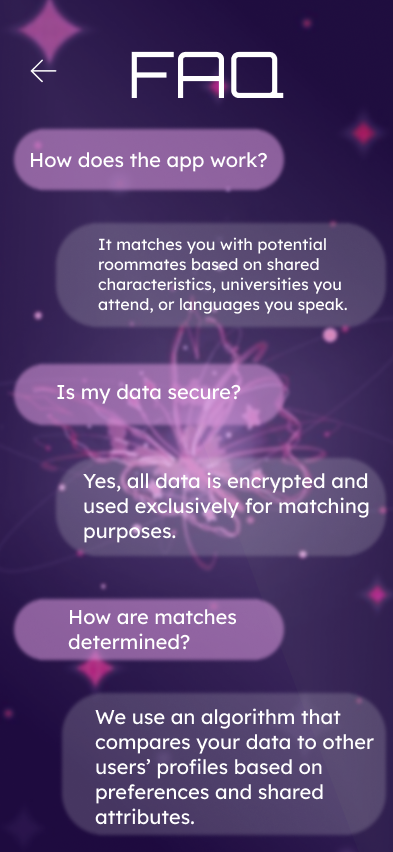 FAQ
How does the app work?
It matches you with potential
roommates based on shared
characteristics, universities you
attend, or languages you speak.
Is my data secure?
Yes, all data is encrypted and
used exclusively for matching
purposes.
How are matches
determined?
We use an algorithm that
compares your data to other
users’ profiles based on
preferences and shared
attributes.